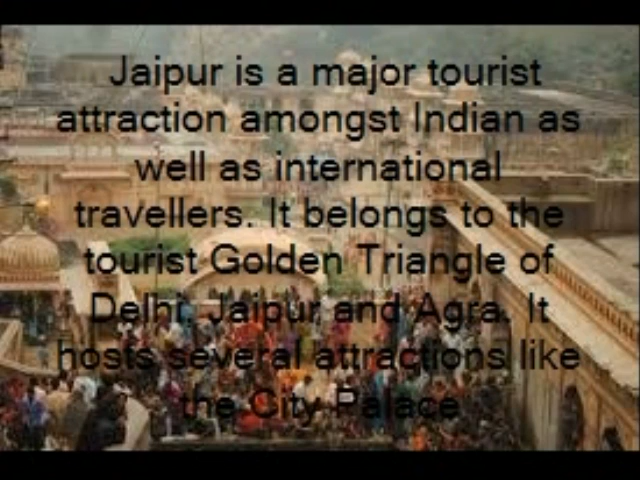 Jaipur is a major tourist
attraction amongst Indian as
well as international
travellers. It belongs to the
tourist Golden Triangle of
Delhi, Jaipur and Agra. It
hosts several attractions like
the City Palace